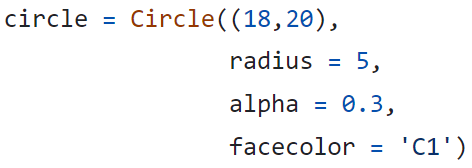 circle = Circle((18,20),
radius = 5,
alpha = 0.3,
facecolor = 'C1')